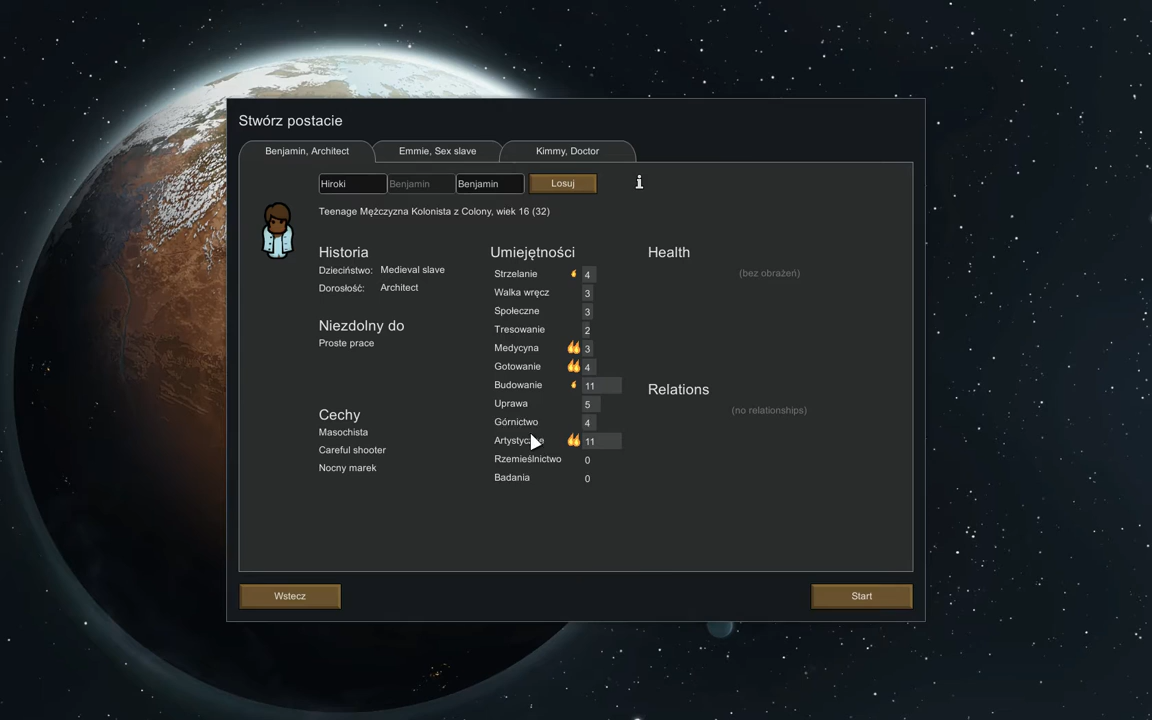 Stwórz postacie
Benjamin, Architect
Emmie, Sex slave
Kimmy, Doctor
Hiroki
Benjamin
Benjamin
Losuj
Teenage Mężczyzna Kolonista z Colony, wiek 16 (32)
Historia
Dzieciństwo: Medieval slave
Dorosłość: Architect
Niezdolny do
Proste prace
Cechy
Masochista
Careful shooter
Nocny marek
Umiejętności
Strzelanie 4
Walka wręcz 3
Społeczne 3
Tresowanie 2
Medycyna 3
Gotowanie 4
Budowanie 11
Uprawa 5
Górnictwo 4
Artystyczne 11
Rzemieślnictwo 0
Badania 0
Health
(bez obrażeń)
Relations
(no relationships)
Wstecz
Start